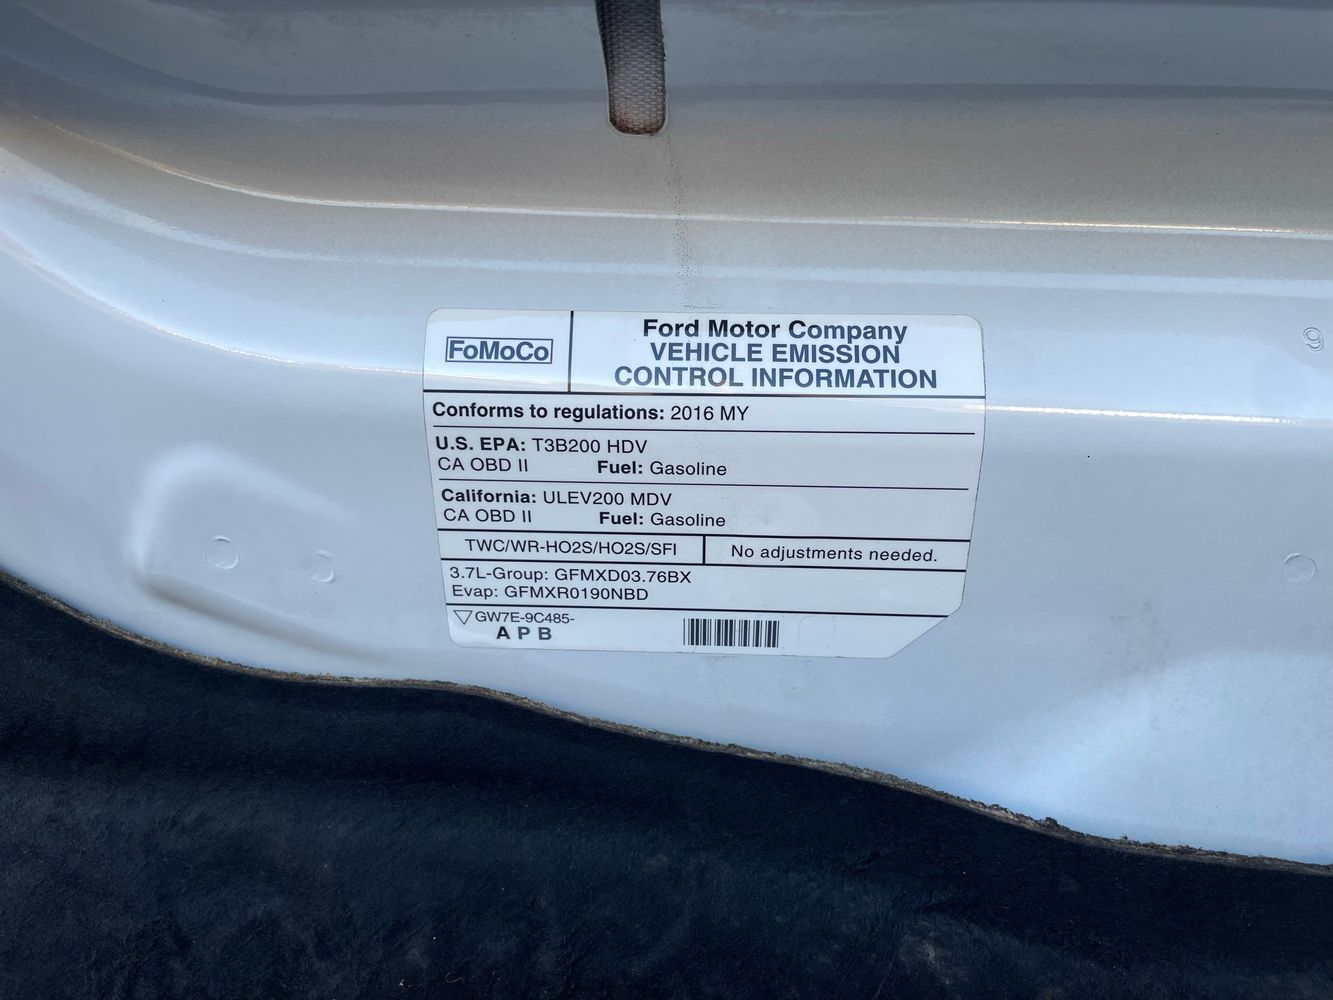 FoMoCo
Ford Motor Company
VEHICLE EMISSION
CONTROL INFORMATION
Conforms to regulations: 2016 MY
U.S. EPA: T3B200 HDV
CA OBD II Fuel: Gasoline
California: ULEV200 MDV
CA OBD II Fuel: Gasoline
TWC/WR-HO2S/HO2S/SFI No adjustments needed.
3.7L-Group: GFMXD03.76BX
Evap: GFMXR0190NBD
GW7E-9C485-
A P B
9